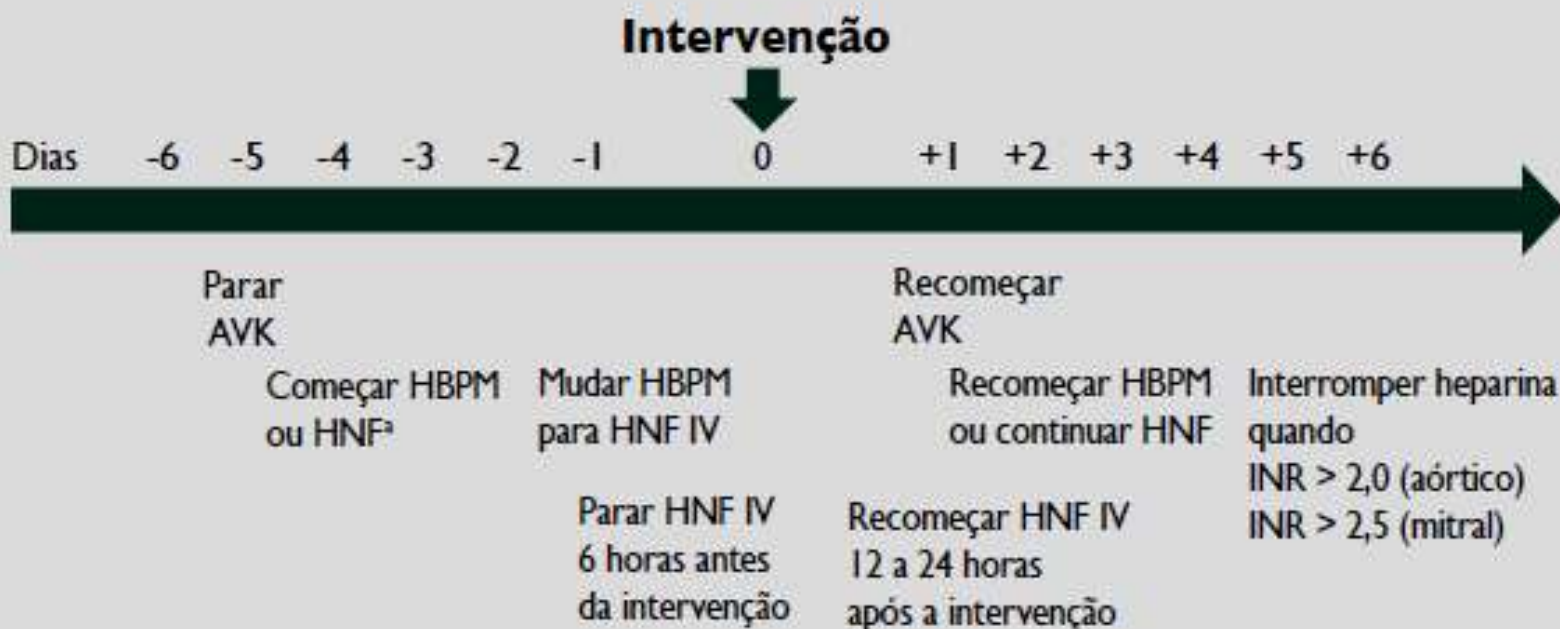 Intervenção
Dias -6 -5 -4 -3 -2 -1 0 +1 +2 +3 +4 +5 +6
Parar
AVK
Começar HBPM
ou HNFª
Mudar HBPM
para HNF IV
Parar HNF IV
6 horas antes
da intervenção
Recomeçar
AVK
Recomeçar HBPM
ou continuar HNF
Recomeçar HNF IV
12 a 24 horas
após a intervenção
Interromper heparina
quando
INR > 2,0 (aórtico)
INR > 2,5 (mitral)